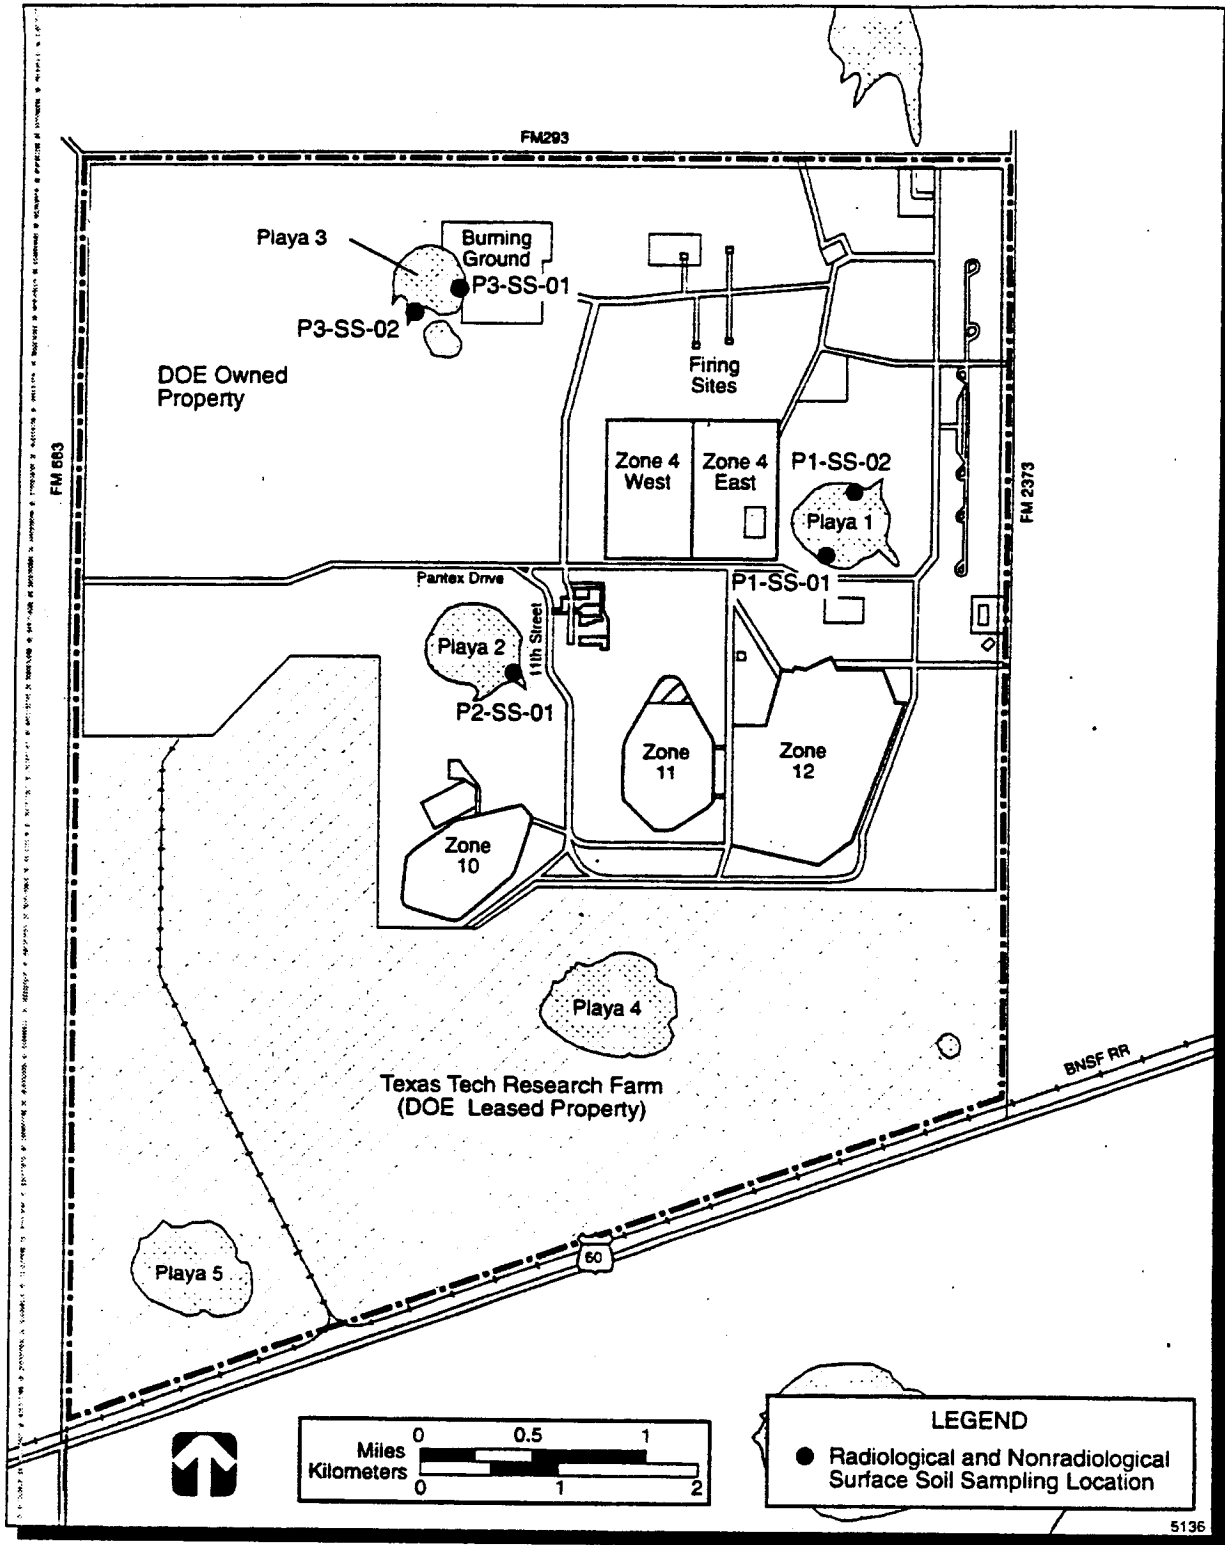 FM293
Playa 3
Burning
Ground
P3-SS-01
P3-SS-02
Firing
Sites
DOE Owned
Property
FM 683
FM 2373
Zone 4
West
Zone 4
East
P1-SS-02
Playa 1
P1-SS-01
Pantex Drive
11th Street
Playa 2
P2-SS-01
Zone
11
Zone
12
Zone
10
Playa 4
BNSF RR
Texas Tech Research Farm
(DOE Leased Property)
Playa 5
60
0 0.5 1
Miles
Kilometers
0 1 2
LEGEND
Radiological and Nonradiological
Surface Soil Sampling Location
5136